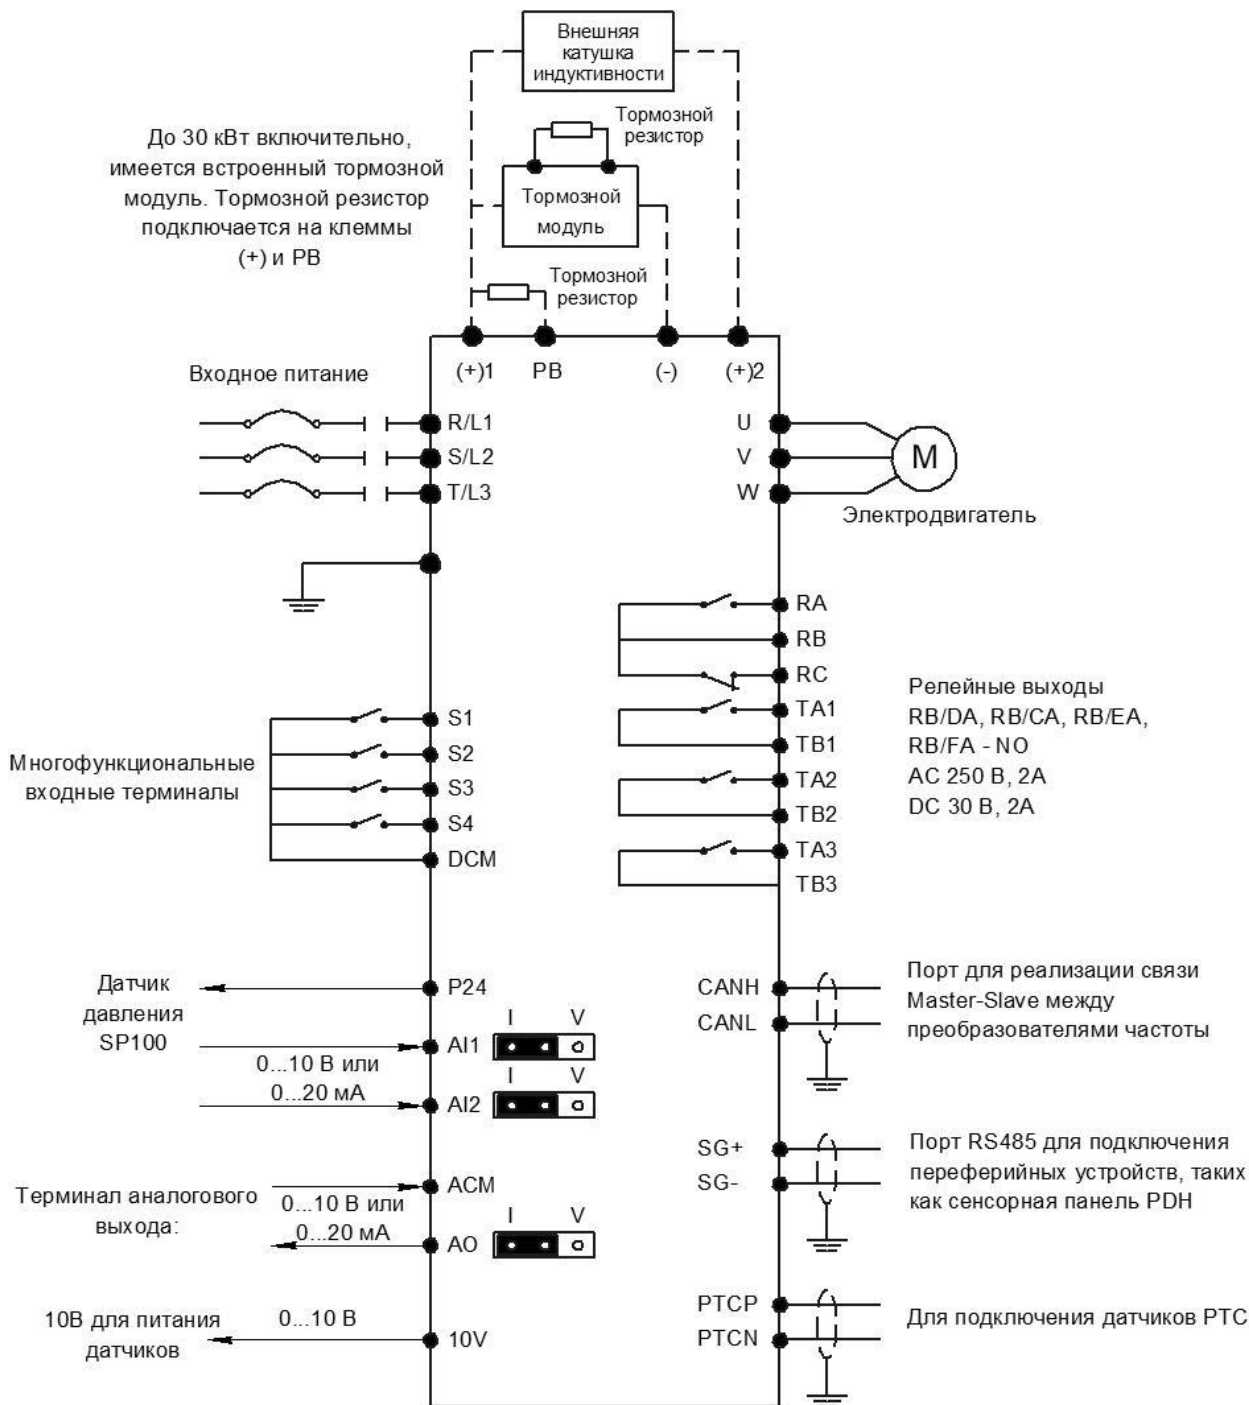 Внешняя
катушка
индуктивности
Тормозной
резистор
До 30 кВт включительно,
имеется встроенный тормозной
модуль. Тормозной резистор
подключается на клеммы
(+) и PB
Тормозной
модуль
Тормозной
резистор
(+)1 PB (-) (+)2
Входное питание
R/L1
S/L2
T/L3
U
V
W
M
Электродвигатель
RA
RB
RC
TA1
TB1
TA2
TB2
TA3
TB3
Релейные выходы
RB/DA, RB/CA, RB/EA,
RB/FA - NO
AC 250 В, 2А
DC 30 В, 2А
Многофункциональные
входные терминалы
S1
S2
S3
S4
DCM
Датчик
давления
SP100
P24
I V
AI1
0...10 В или
0...20 мА
I V
AI2
CANH
CANL
Порт для реализации связи
Master-Slave между
преобразователями частоты
SG+
SG-
Порт RS485 для подключения
переферийных устройств, таких
как сенсорная панель PDH
Терминал аналогового
выхода:
ACM
0...10 В или
0...20 мА
I V
AO
10В для питания
датчиков
0...10 В
10V
PTCP
PTCN
Для подключения датчиков PTC